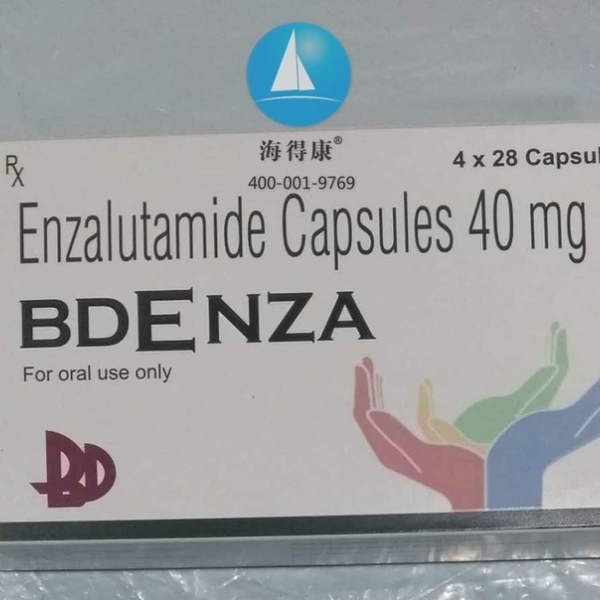 海得康®
400-001-9769
Rx
4 x 28 Capsul
Enzalutamide Capsules 40 mg
BDENZA
For oral use only
BD